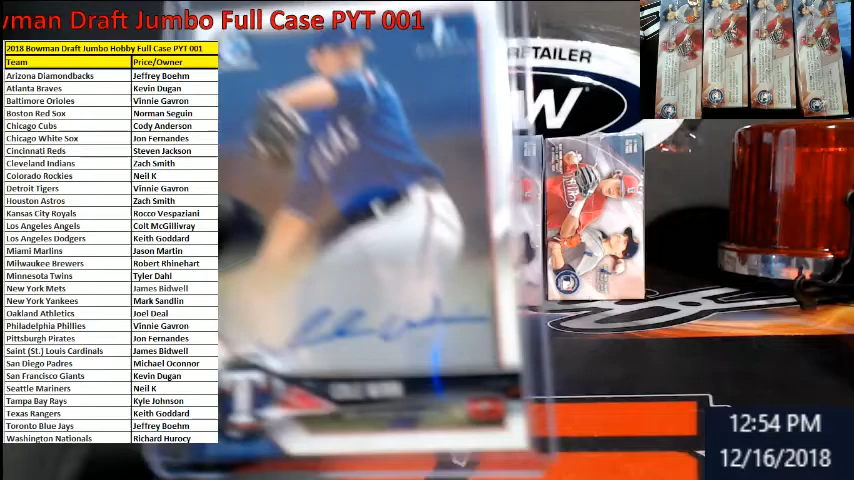 wman Draft Jumbo Full Case PYT 001
2018 Bowman Draft Jumbo Hobby Full Case PYT 001
Team Price/Owner
Arizona Diamondbacks Jeffrey Boehm
Atlanta Braves Kevin Dugan
Baltimore Orioles Vinnie Gavron
Boston Red Sox Norman Seguin
Chicago Cubs Cody Anderson
Chicago White Sox Jon Fernandes
Cincinnati Reds Steven Jackson
Cleveland Indians Zach Smith
Colorado Rockies Neil K
Detroit Tigers Vinnie Gavron
Houston Astros Zach Smith
Kansas City Royals Rocco Vespaziani
Los Angeles Angels Colt McGillivray
Los Angeles Dodgers Keith Goddard
Miami Marlins Jason Martin
Milwaukee Brewers Robert Rhinehart
Minnesota Twins Tyler Dahl
New York Mets James Bidwell
New York Yankees Mark Sandlin
Oakland Athletics Joel Deal
Philadelphia Phillies Vinnie Gavron
Pittsburgh Pirates Jon Fernandes
Saint (St.) Louis Cardinals James Bidwell
San Diego Padres Michael Oconnor
San Francisco Giants Kevin Dugan
Seattle Mariners Neil K
Tampa Bay Rays Kyle Johnson
Texas Rangers Keith Goddard
Toronto Blue Jays Jeffrey Boehm
Washington Nationals Richard Hurocy
ETAILER
W
12:54 PM
12/16/2018